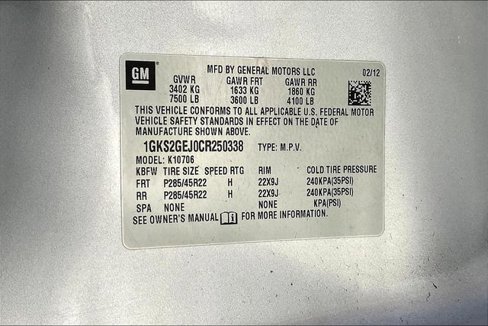 GM
MFD BY GENERAL MOTORS LLC 02/12
GVWR GAWR FRT GAWR RR
3402 KG 1633 KG 1860 KG
7500 LB 3600 LB 4100 LB
THIS VEHICLE CONFORMS TO ALL APPLICABLE U.S. FEDERAL MOTOR
VEHICLE SAFETY STANDARDS IN EFFECT ON THE DATE OF
MANUFACTURE SHOWN ABOVE.
1GKS2GEJ0CR250338 TYPE: M.P.V.
MODEL: K10706
KBFW TIRE SIZE SPEED RTG RIM COLD TIRE PRESSURE
FRT P285/45R22 H 22X9J 240KPA(35PSI)
RR P285/45R22 H 22X9J 240KPA(35PSI)
SPA NONE NONE KPA(PSI)
SEE OWNER'S MANUAL FOR MORE INFORMATION.